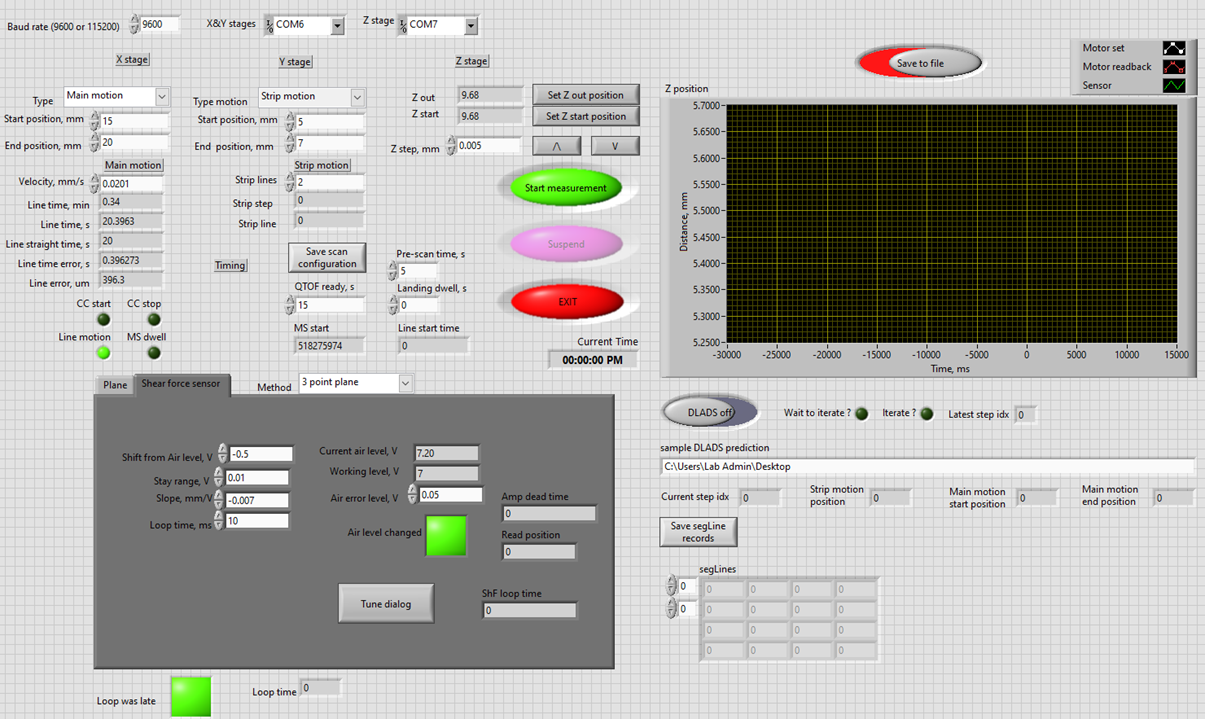 Baud rate (9600 or 115200) 9600 X&Y stages COM6 Z stage COM7
X stage Y stage Z stage
Save to file
Motor set
Motor readback
Sensor
Type Main motion
Start position, mm 15
End position, mm 20
Main motion
Velocity, mm/s 0.0201
Line time, min 0.34
Line time, s 20.3963
Line straight time, s 20
Line time error, s 0.396273
Line error, um 396.3
CC start CC stop
Line motion MS dwell
Type motion Strip motion
Start position, mm 5
End position, mm 7
Strip motion
Strip lines 2
Strip step 0
Strip line 0
Timing
Save scan
configuration
QTOF ready, s
15
MS start
518275974
Pre-scan time, s
5
Landing dwell, s
0
Line start time
0
Z out 9.68 Set Z out position
Z start 9.68 Set Z start position
Z step, mm 0.005 Λ V
Start measurement
Suspend
EXIT
Current Time
00:00:00 PM
Z position
Distance, mm
5.7000
5.6500
5.6000
5.5500
5.5000
5.4500
5.4000
5.3500
5.3000
5.2500
-30000 -25000 -20000 -15000 -10000 -5000 0 5000 10000 15000
Time, ms
Plane Shear force sensor Method 3 point plane
Shift from Air level, V -0.5
Stay range, V 0.01
Slope, mm/V -0.007
Loop time, ms 10
Current air level, V 7.20
Working level, V 7
Air error level, V 0.05
Air level changed
Amp dead time
0
Read position
0
Tune dialog
ShF loop time
0
Loop was late Loop time 0
DLADS off Wait to iterate ? Iterate ? Latest step idx 0
sample DLADS prediction
C:\Users\Lab Admin\Desktop
Current step idx 0
Strip motion
position 0
Main motion
start position 0
Main motion
end position 0
Save segLine
records
segLines
0
0
0 0 0 0
0 0 0 0
0 0 0 0
0 0 0 0